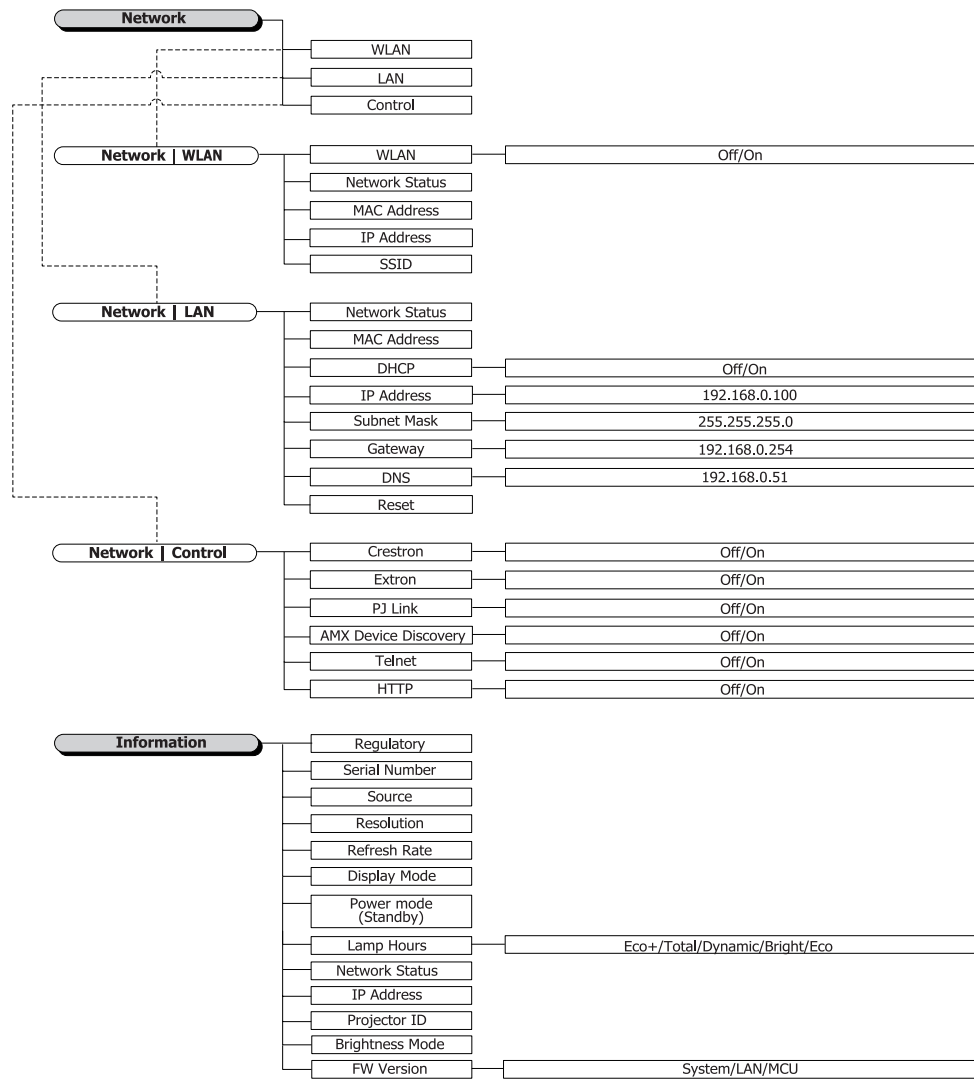 Network
WLAN
LAN
Control
Network | WLAN
WLAN
Off/On
Network Status
MAC Address
IP Address
SSID
Network | LAN
Network Status
MAC Address
DHCP
Off/On
IP Address
192.168.0.100
Subnet Mask
255.255.255.0
Gateway
192.168.0.254
DNS
192.168.0.51
Reset
Network | Control
Crestron
Off/On
Extron
Off/On
PJ Link
Off/On
AMX Device Discovery
Off/On
Telnet
Off/On
HTTP
Off/On
Information
Regulatory
Serial Number
Source
Resolution
Refresh Rate
Display Mode
Power mode
(Standby)
Lamp Hours
Eco+/Total/Dynamic/Bright/Eco
Network Status
IP Address
Projector ID
Brightness Mode
FW Version
System/LAN/MCU